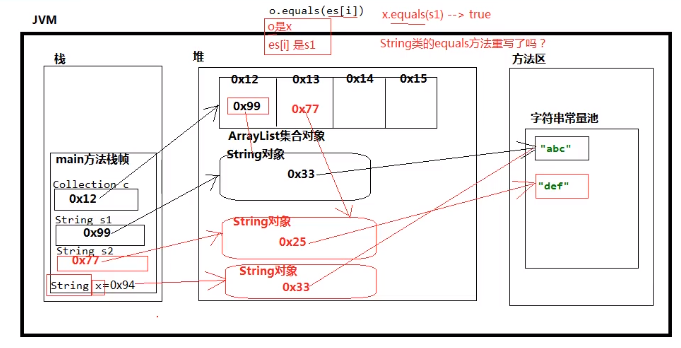 o.equals(es[i])
o是x
es[i] 是s1
x.equals(s1) --> true
String类的equals方法重写了吗？
JVM
栈
堆
方法区
0x12
0x13
0x14
0x15
0x99
0x77
ArrayList集合对象
String对象
0x33
String对象
0x25
String对象
0x33
main方法栈帧
Collection c
0x12
String s1
0x99
String s2
0x77
String x=0x94
字符串常量池
"abc"
"def"